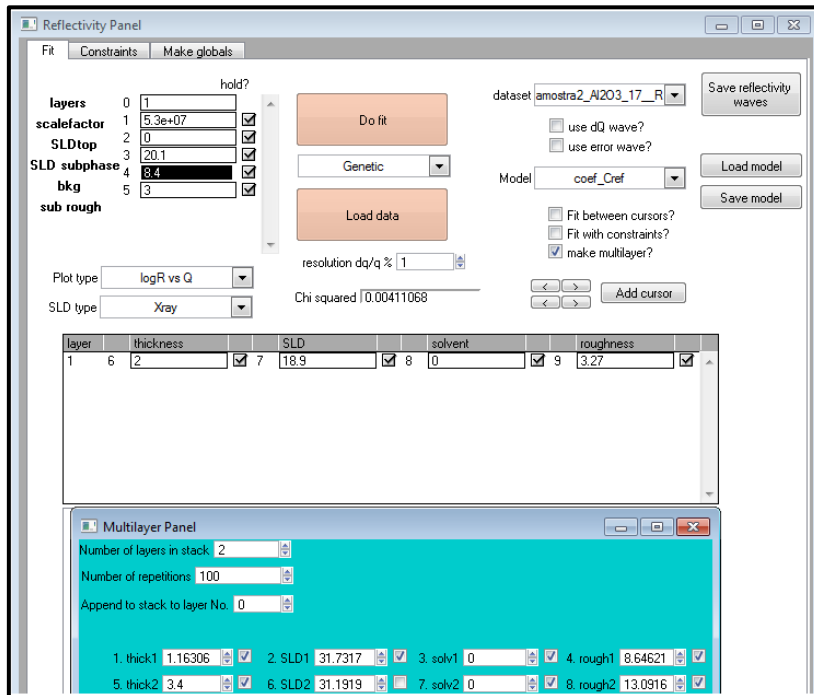 Reflectivity Panel
Fit Constraints Make globals
hold?
layers 0 1
scalefactor 1 5.3e+07
SLDtop 2 0
SLD subphase 3 20.1
bkg 4 8.4
sub rough 5 3
Do fit
Genetic
Load data
resolution dq/q % 1
Chi squared 0.00411068
dataset amostra2_Al2O3_17__R
use dQ wave?
use error wave?
Model coef_Cref
Fit between cursors?
Fit with constraints?
make multilayer?
< >
< >
Add cursor
Save reflectivity
waves
Load model
Save model
Plot type logR vs Q
SLD type Xray
layer thickness SLD solvent roughness
1 6 2 7 18.9 8 0 9 3.27
Multilayer Panel
Number of layers in stack 2
Number of repetitions 100
Append to stack to layer No. 0
1. thick1 1.16306 2. SLD1 31.7317 3. solv1 0 4. rough1 8.64621
5. thick2 3.4 6. SLD2 31.1919 7. solv2 0 8. rough2 13.0916